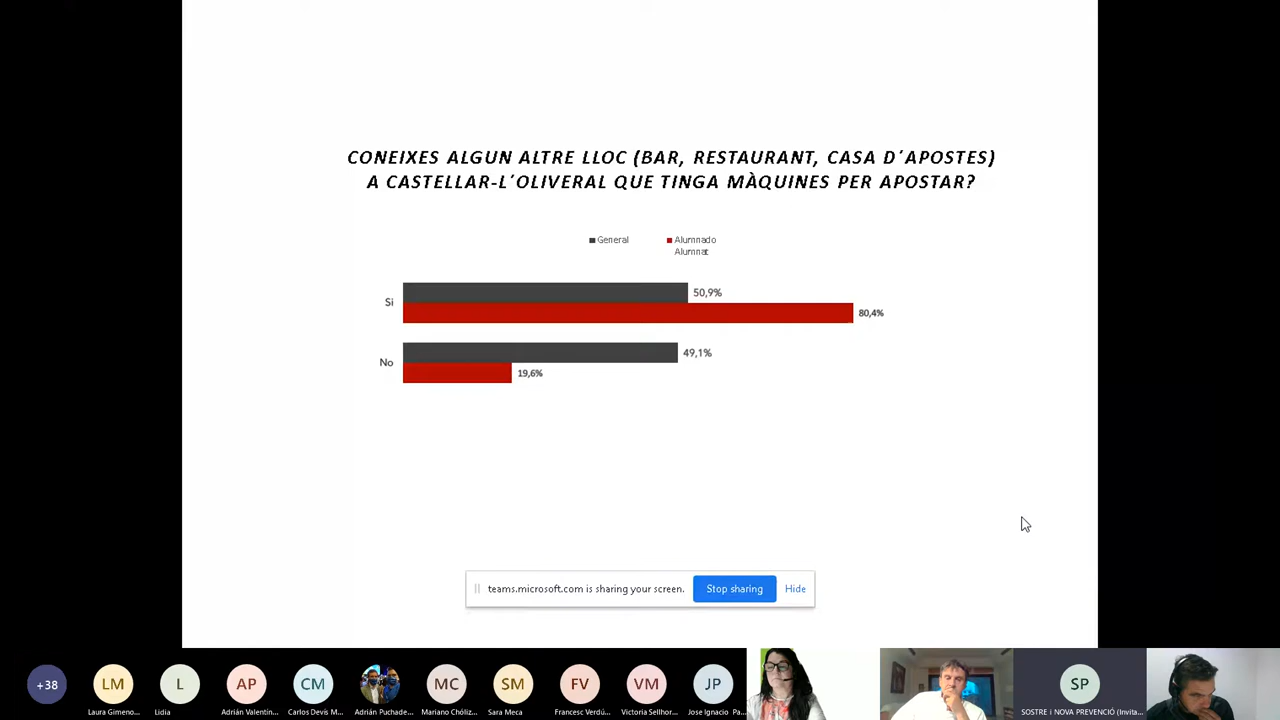 CONEIXES ALGUN ALTRE LLOC (BAR, RESTAURANT, CASA D´APOSTES)
A CASTELLAR-L´OLIVERAL QUE TINGA MÀQUINES PER APOSTAR?
General
Alumnado
Alumnat
Si
50,9%
80,4%
No
49,1%
19,6%
teams.microsoft.com is sharing your screen.
Stop sharing
Hide
+38
LM
L
AP
CM
MC
SM
FV
VM
JP
SP
Laura Gimeno...
Lidia
Adrián Valentín...
Carlos Devís M...
Adrián Puchade...
Mariano Chóliz...
Sara Meca
Francesc Verdú...
Victoria Sellhor...
Jose Ignacio Pa...
SOSTRE i NOVA PREVENCIÓ (Invita...